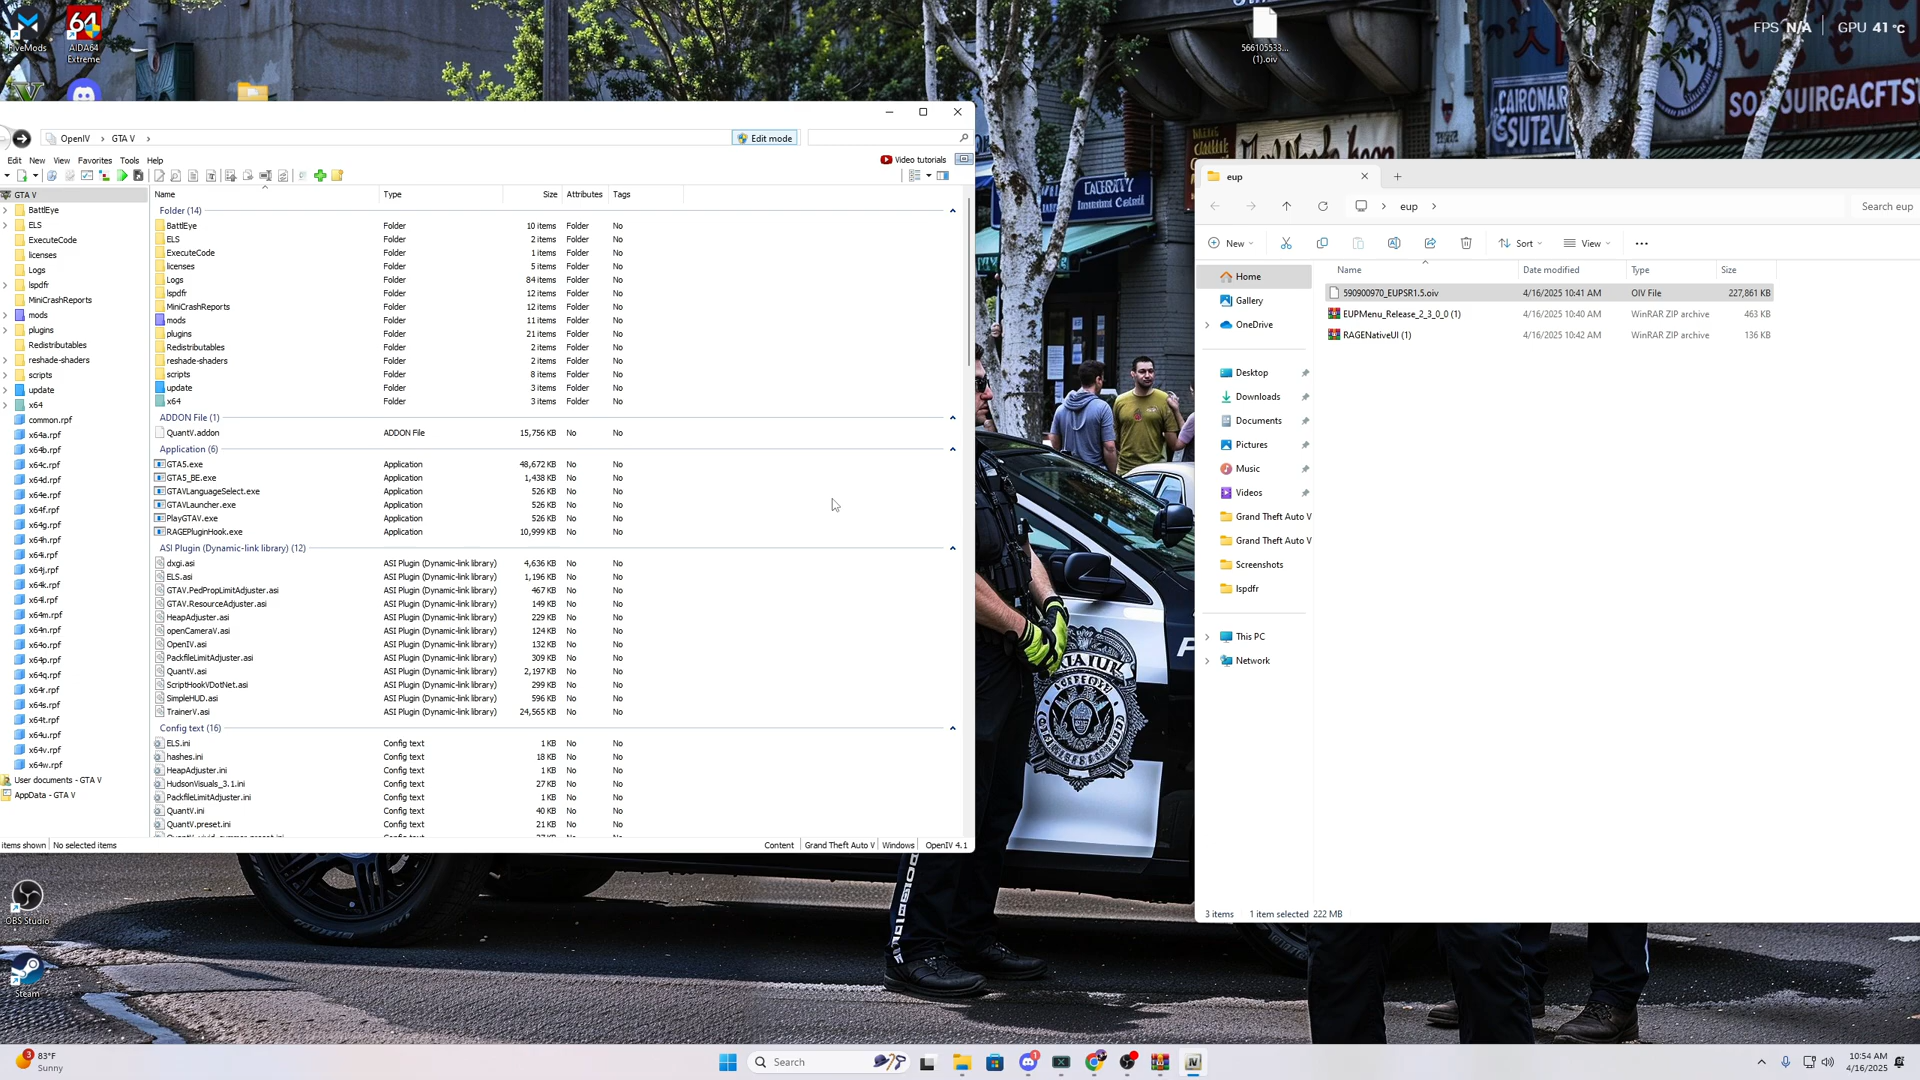 FiveMods
AIDA64
Extreme
566105533...
(1).oiv
FPS N/A
GPU 41 °C
OpenIV
GTA V
Edit mode
Edit
New
View
Favorites
Tools
Help
Video tutorials
GTA V
BattlEye
ELS
ExecuteCode
licenses
Logs
lspdfr
MiniCrashReports
mods
plugins
Redistributables
reshade-shaders
scripts
update
x64
common.rpf
x64a.rpf
x64b.rpf
x64c.rpf
x64d.rpf
x64e.rpf
x64f.rpf
x64g.rpf
x64h.rpf
x64i.rpf
x64j.rpf
x64k.rpf
x64l.rpf
x64m.rpf
x64n.rpf
x64o.rpf
x64p.rpf
x64q.rpf
x64r.rpf
x64s.rpf
x64t.rpf
x64u.rpf
x64v.rpf
x64w.rpf
User documents - GTA V
AppData - GTA V
Name Type Size Attributes Tags
Folder (14)
BattlEye Folder 10 items Folder No
ELS Folder 2 items Folder No
ExecuteCode Folder 1 items Folder No
licenses Folder 5 items Folder No
Logs Folder 84 items Folder No
lspdfr Folder 12 items Folder No
MiniCrashReports Folder 12 items Folder No
mods Folder 11 items Folder No
plugins Folder 21 items Folder No
Redistributables Folder 2 items Folder No
reshade-shaders Folder 2 items Folder No
scripts Folder 8 items Folder No
update Folder 3 items Folder No
x64 Folder 3 items Folder No
ADDON File (1)
QuantV.addon ADDON File 15,756 KB No No
Application (6)
GTA5.exe Application 48,672 KB No No
GTA5_BE.exe Application 1,438 KB No No
GTAVLanguageSelect.exe Application 526 KB No No
GTAVLauncher.exe Application 526 KB No No
PlayGTAV.exe Application 526 KB No No
RAGEPluginHook.exe Application 10,999 KB No No
ASI Plugin (Dynamic-link library) (12)
dxgi.asi ASI Plugin (Dynamic-link library) 4,636 KB No No
ELS.asi ASI Plugin (Dynamic-link library) 1,196 KB No No
GTAV.PedPropLimitAdjuster.asi ASI Plugin (Dynamic-link library) 467 KB No No
GTAV.ResourceAdjuster.asi ASI Plugin (Dynamic-link library) 149 KB No No
HeapAdjuster.asi ASI Plugin (Dynamic-link library) 229 KB No No
openCameraV.asi ASI Plugin (Dynamic-link library) 124 KB No No
OpenIV.asi ASI Plugin (Dynamic-link library) 132 KB No No
PackfileLimitAdjuster.asi ASI Plugin (Dynamic-link library) 309 KB No No
QuantV.asi ASI Plugin (Dynamic-link library) 2,197 KB No No
ScriptHookVDotNet.asi ASI Plugin (Dynamic-link library) 299 KB No No
SimpleHUD.asi ASI Plugin (Dynamic-link library) 596 KB No No
TrainerV.asi ASI Plugin (Dynamic-link library) 24,565 KB No No
Config text (16)
ELS.ini Config text 1 KB No No
hashes.ini Config text 18 KB No No
HeapAdjuster.ini Config text 1 KB No No
HudsonVisuals_3.1.ini Config text 27 KB No No
PackfileLimitAdjuster.ini Config text 1 KB No No
QuantV.ini Config text 40 KB No No
QuantV.preset.ini Config text 21 KB No No
items shown
No selected items
Content
Grand Theft Auto V
Windows
OpenIV 4.1
eup
eup
Search eup
New
Sort
View
Home
Gallery
OneDrive
Desktop
Downloads
Documents
Pictures
Music
Videos
Grand Theft Auto V
Grand Theft Auto V
Screenshots
lspdfr
This PC
Network
Name Date modified Type Size
590900970_EUPSR1.5.oiv 4/16/2025 10:41 AM OIV File 227,861 KB
EUPMenu_Release_2_3_0_0 (1) 4/16/2025 10:40 AM WinRAR ZIP archive 463 KB
RAGENativeUI (1) 4/16/2025 10:42 AM WinRAR ZIP archive 136 KB
3 items
1 item selected 222 MB
OBS Studio
Steam
3
83°F
Sunny
Search
1
10:54 AM
4/16/2025